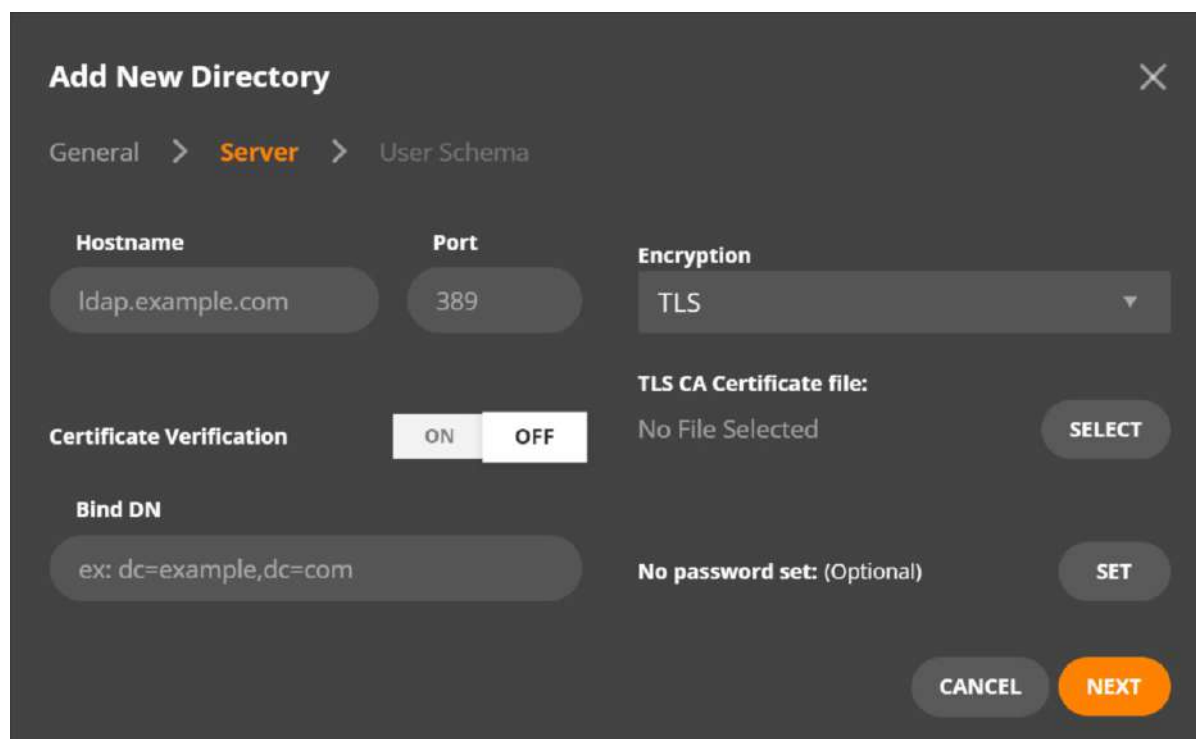 Add New Directory
General > Server > User Schema
Hostname Port
ldap.example.com 389
Encryption
TLS
Certificate Verification ON OFF
TLS CA Certificate file:
No File Selected SELECT
Bind DN
ex: dc=example,dc=com
No password set: (Optional) SET
CANCEL NEXT